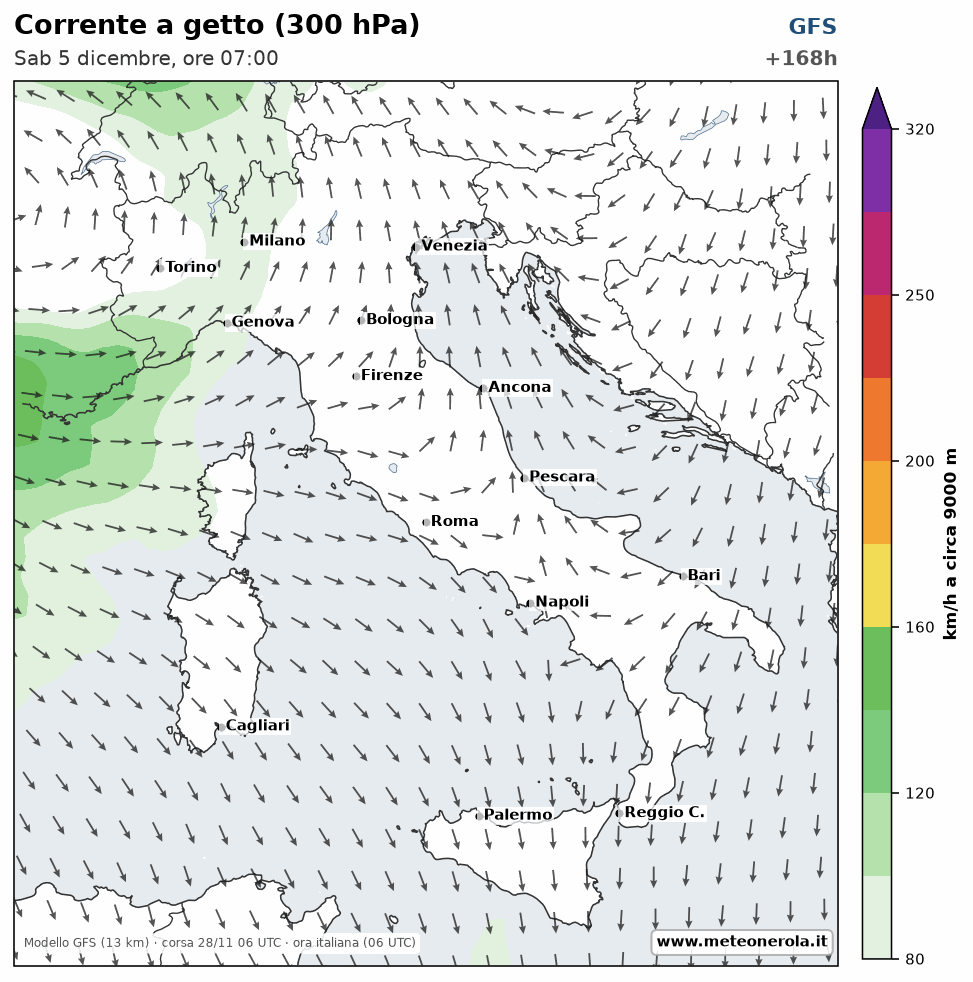 Corrente a getto (300 hPa)
GFS
Sab 5 dicembre, ore 07:00
+168h
320
Milano
Venezia
Torino
250
Genova
Bologna
Firenze
Ancona
200
Pescara
Roma
km/h a circa 9000 m
Bari
Napoli
160
Cagliari
120
Palermo
Reggio C.
Modello GFS (13 km) · corsa 28/11 06 UTC · ora italiana (06 UTC)
www.meteonerola.it
80